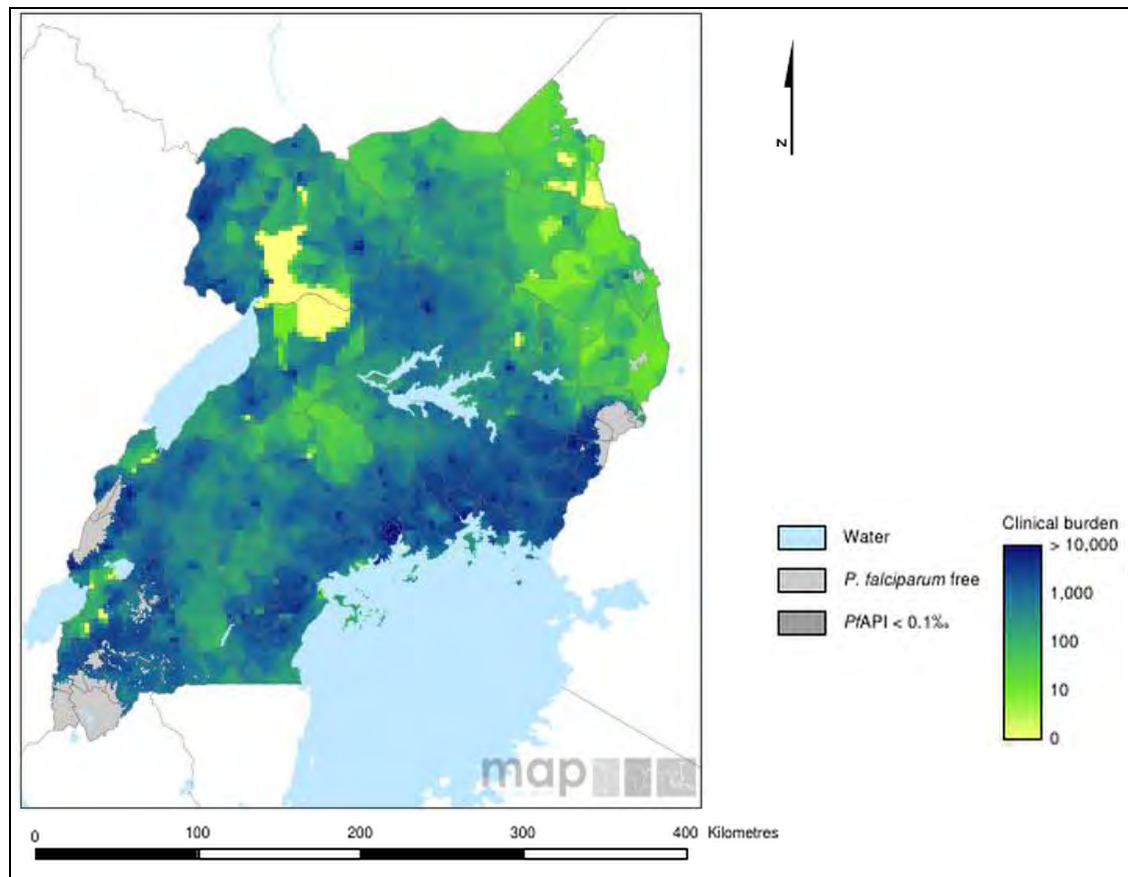 N
Water
P. falciparum free
PfAPI < 0.1‰
Clinical burden
> 10,000
1,000
100
10
0
map
0 100 200 300 400 Kilometres